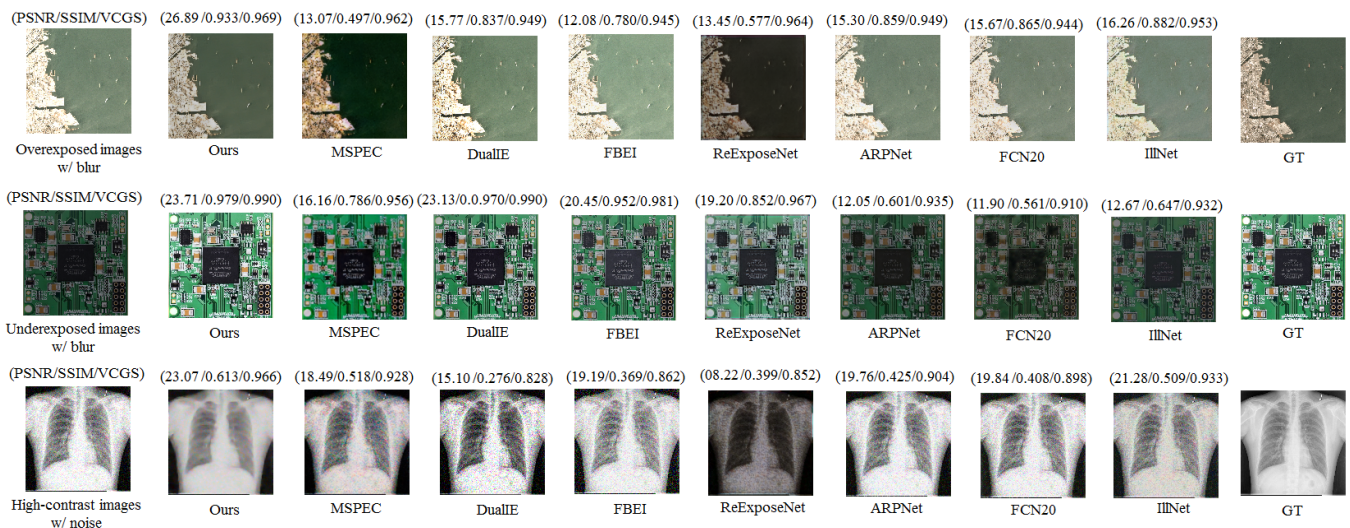 (PSNR/SSIM/VCGS) (26.89/0.933/0.969) (13.07/0.497/0.962) (15.77/0.837/0.949) (12.08/0.780/0.945) (13.45/0.577/0.964) (15.30/0.859/0.949) (15.67/0.865/0.944) (16.26/0.882/0.953)
Overexposed images Ours MSPEC DualIE FBEI ReExposeNet ARPNet FCN20 IllNet GT
w/ blur
(PSNR/SSIM/VCGS) (23.71/0.979/0.990) (16.16/0.786/0.956) (23.13/0.0.970/0.990) (20.45/0.952/0.981) (19.20/0.852/0.967) (12.05/0.601/0.935) (11.90/0.561/0.910) (12.67/0.647/0.932)
Underexposed images Ours MSPEC DualIE FBEI ReExposeNet ARPNet FCN20 IllNet GT
w/ blur
(PSNR/SSIM/VCGS) (23.07/0.613/0.966) (18.49/0.518/0.928) (15.10/0.276/0.828) (19.19/0.369/0.862) (08.22/0.399/0.852) (19.76/0.425/0.904) (19.84/0.408/0.898) (21.28/0.509/0.933)
High-contrast images Ours MSPEC DualIE FBEI ReExposeNet ARPNet FCN20 IllNet GT
w/ noise